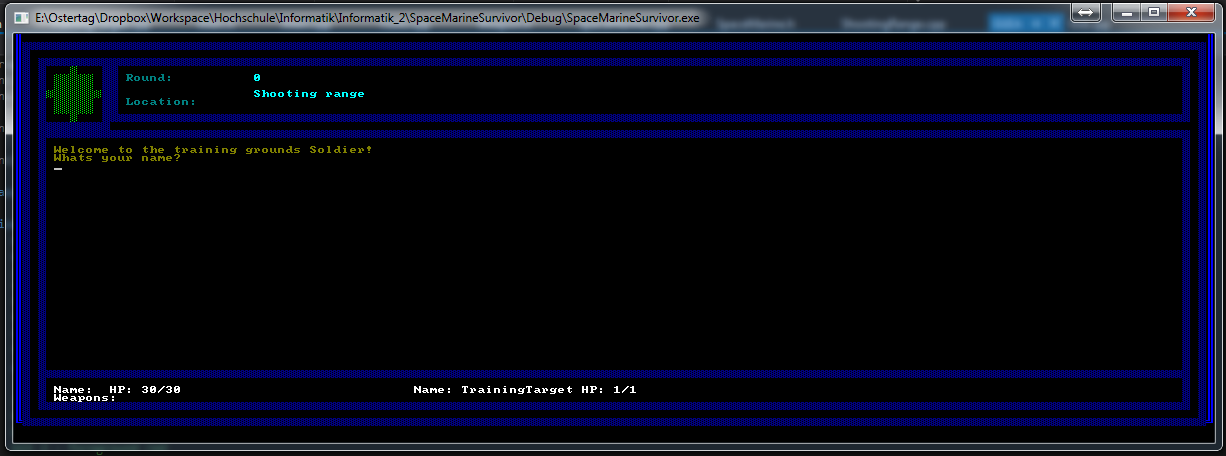 E:\Ostertag\Dropbox\Workspace\Hochschule\Informatik\Informatik_2\SpaceMarineSurvivor\Debug\SpaceMarineSurvivor.exe
Round: 0
Location: Shooting range
Welcome to the training grounds Soldier!
Whats your name?
Name: HP: 30/30 Name: TrainingTarget HP: 1/1
Weapons: